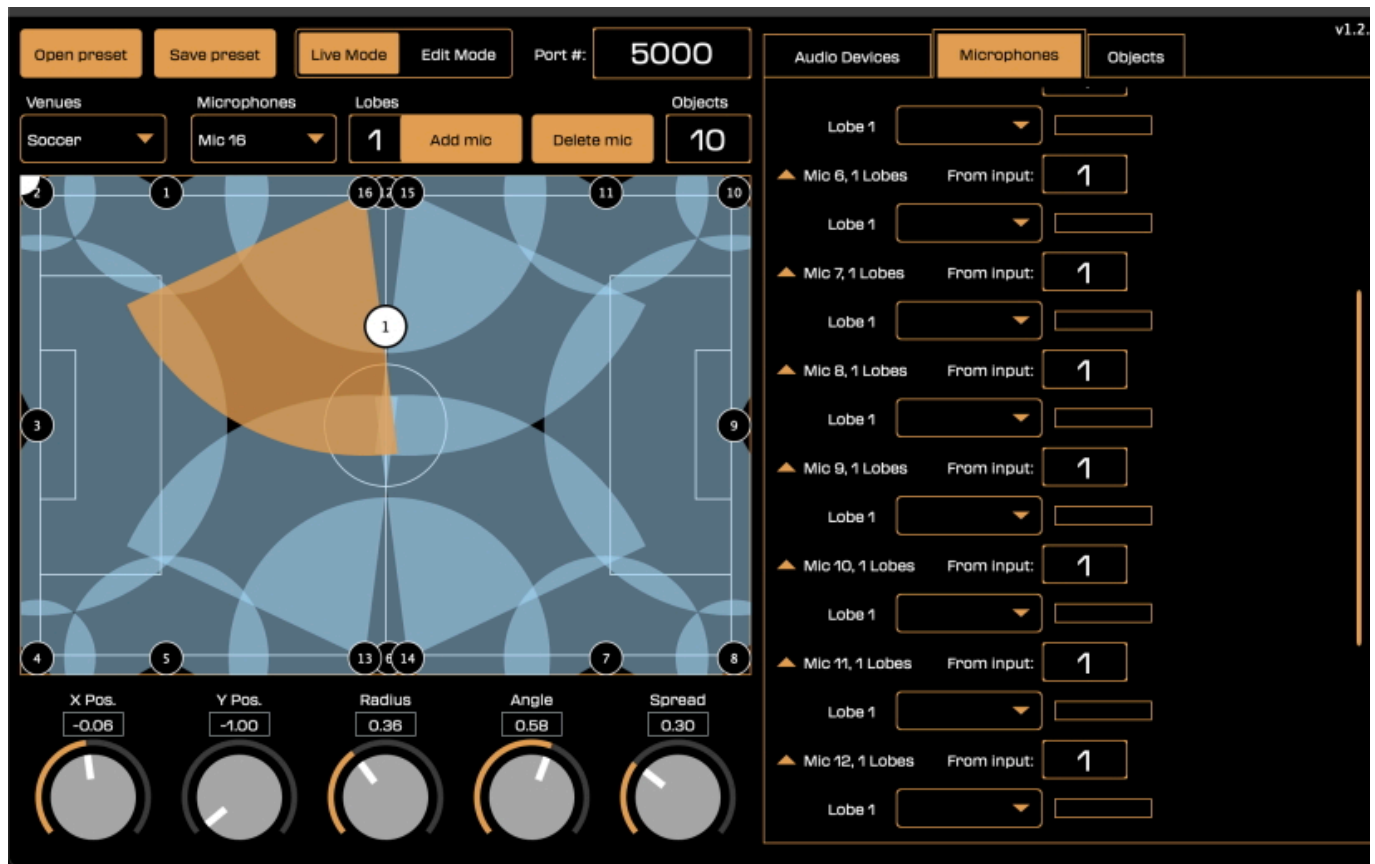 v1.2.
Open preset Save preset Live Mode Edit Mode Port #: 5000
Audio Devices Microphones Objects
Venues Microphones Lobes Objects
Soccer Mic 16 1 Add mic Delete mic 10
2 1 16 12 15 11 10
1
3 9
4 5 13 6 14 7 8
X Pos. Y Pos. Radius Angle Spread
-0.06 -1.00 0.36 0.58 0.30
Lobe 1
Mic 6, 1 Lobes From input: 1
Lobe 1
Mic 7, 1 Lobes From input: 1
Lobe 1
Mic 8, 1 Lobes From input: 1
Lobe 1
Mic 9, 1 Lobes From input: 1
Lobe 1
Mic 10, 1 Lobes From input: 1
Lobe 1
Mic 11, 1 Lobes From input: 1
Lobe 1
Mic 12, 1 Lobes From input: 1
Lobe 1